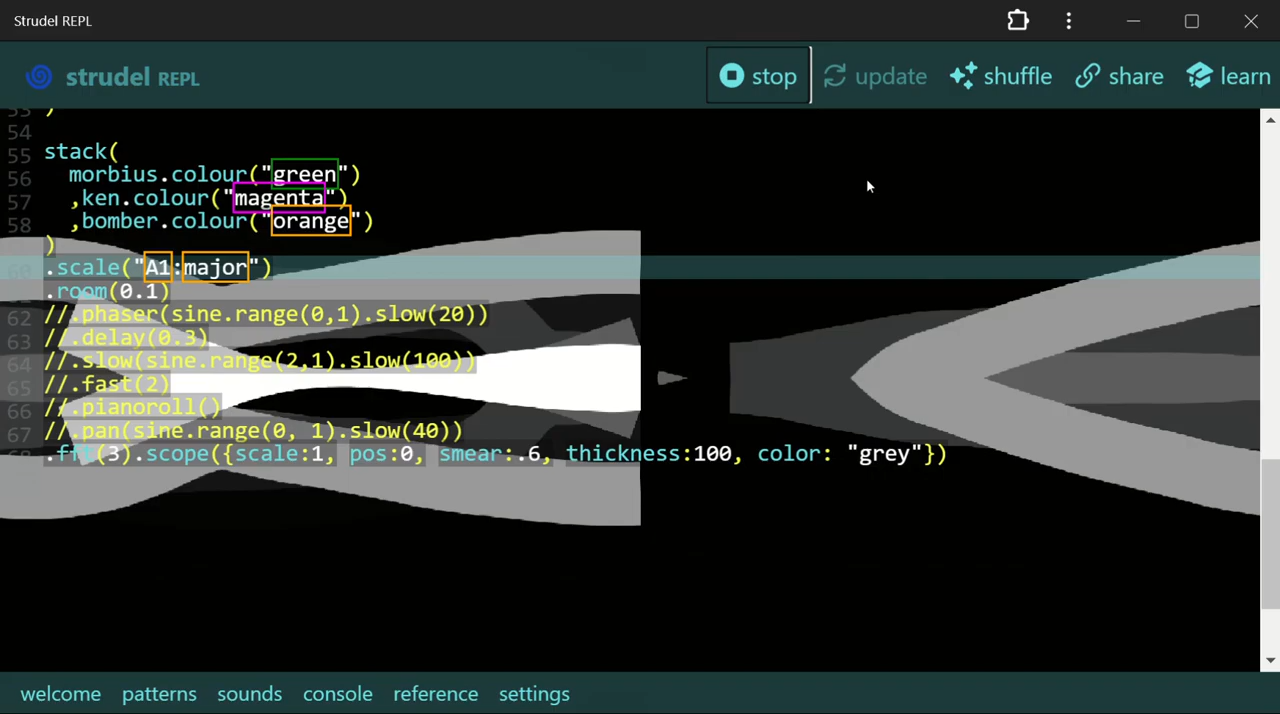 Strudel REPL
strudel REPL
stop
update
shuffle
share
learn
53 )
54
55 stack(
56 morbius.colour("green")
57 ,ken.colour("magenta")
58 ,bomber.colour("orange")
)
60 .scale("A1:major")
.room(0.1)
62 //.phaser(sine.range(0,1).slow(20))
63 //.delay(0.3)
64 //.slow(sine.range(2,1).slow(100))
65 //.fast(2)
66 //.pianoroll()
67 //.pan(sine.range(0, 1).slow(40))
68 .fft(3).scope({scale:1, pos:0, smear:.6, thickness:100, color: "grey"})
welcome patterns sounds console reference settings